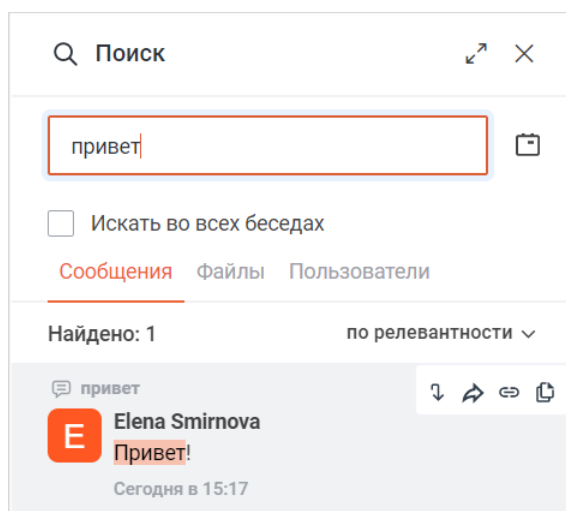 Поиск
привет
Искать во всех беседах
Сообщения Файлы Пользователи
Найдено: 1 по релевантности
привет
E
Elena Smirnova
Привет!
Сегодня в 15:17